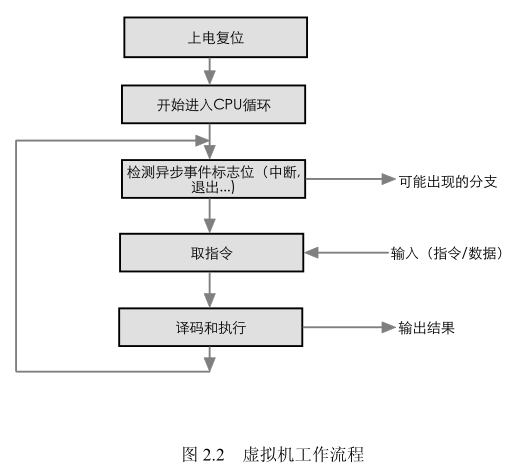 上电复位
开始进入CPU循环
检测异步事件标志位（中断,
退出...)
可能出现的分支
取指令
输入（指令/数据）
译码和执行
输出结果
图 2.2 虚拟机工作流程